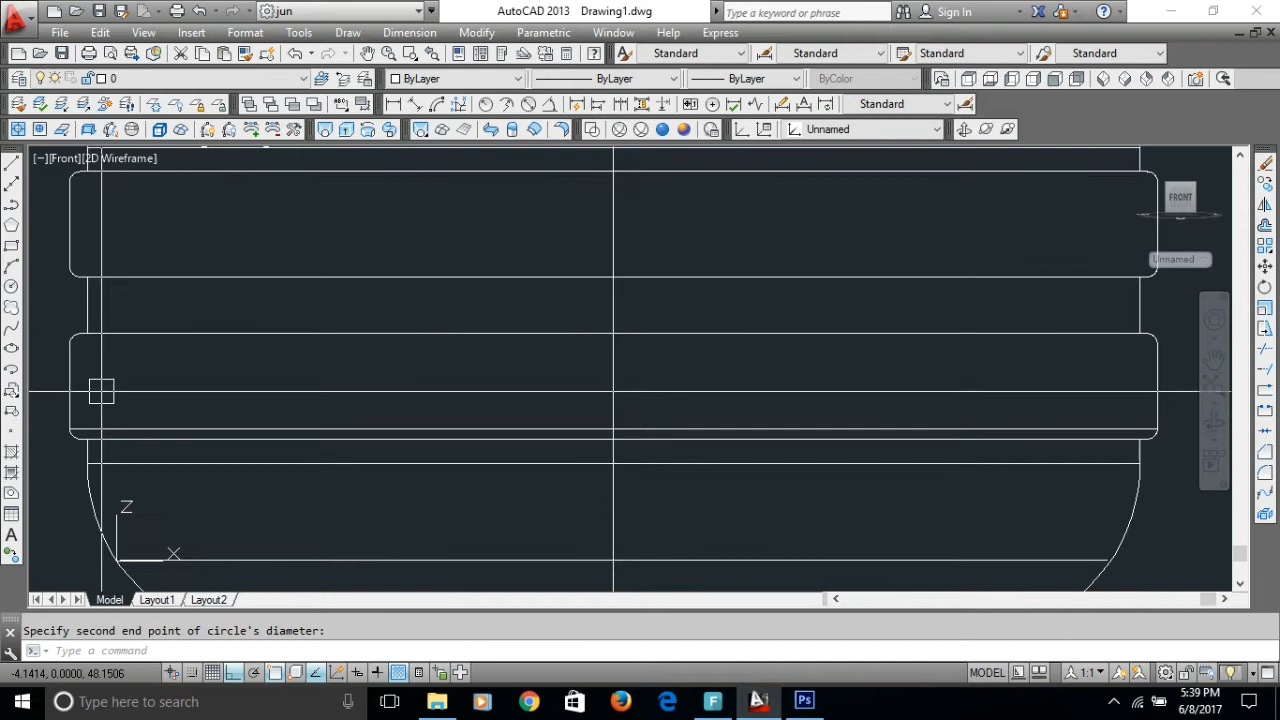 jun
AutoCAD 2013 Drawing1.dwg
Type a keyword or phrase
Sign In
File Edit View Insert Format Tools Draw Dimension Modify Parametric Window Help Express
Standard Standard Standard Standard
0 ByLayer ByLayer ByLayer ByColor
Standard
Unnamed
[−][Front][2D Wireframe]
FRONT
Unnamed
Z
X
Model Layout1 Layout2
Specify second end point of circle's diameter:
Type a command
-4.1414, 0.0000, 48.1506
MODEL
1:1
Type here to search
5:39 PM
6/8/2017